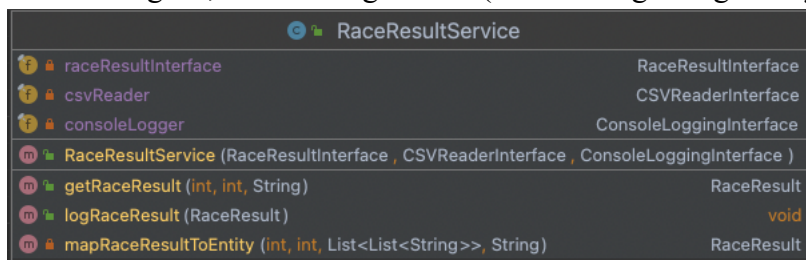 RaceResultService
raceResultInterface RaceResultInterface
csvReader CSVReaderInterface
consoleLogger ConsoleLoggingInterface
RaceResultService (RaceResultInterface , CSVReaderInterface , ConsoleLoggingInterface )
getRaceResult (int, int, String) RaceResult
logRaceResult (RaceResult ) void
mapRaceResultToEntity (int, int, List<List<String>>, String) RaceResult